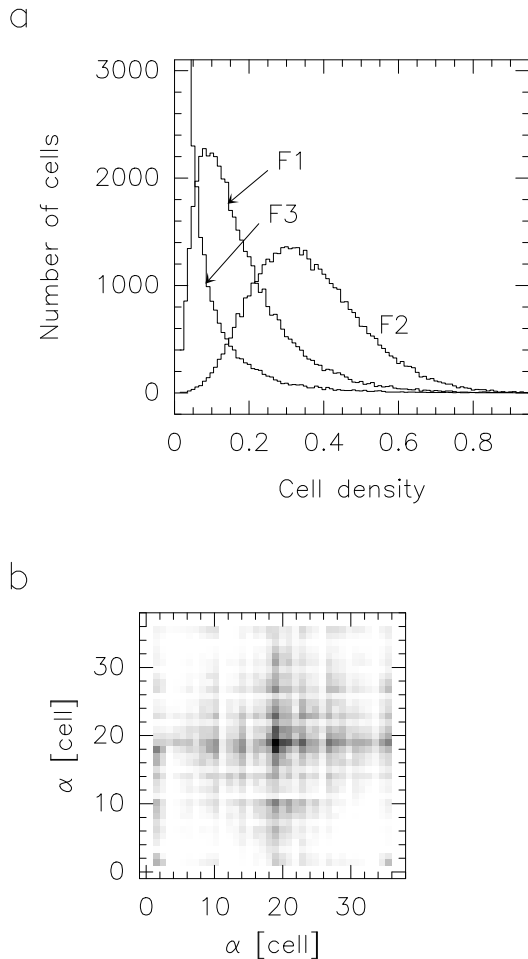 a
3000
2000
1000
0
Number of cells
F1
F3
F2
0 0.2 0.4 0.6 0.8
Cell density
b
30
20
10
0
α [cell]
0 10 20 30
α [cell]